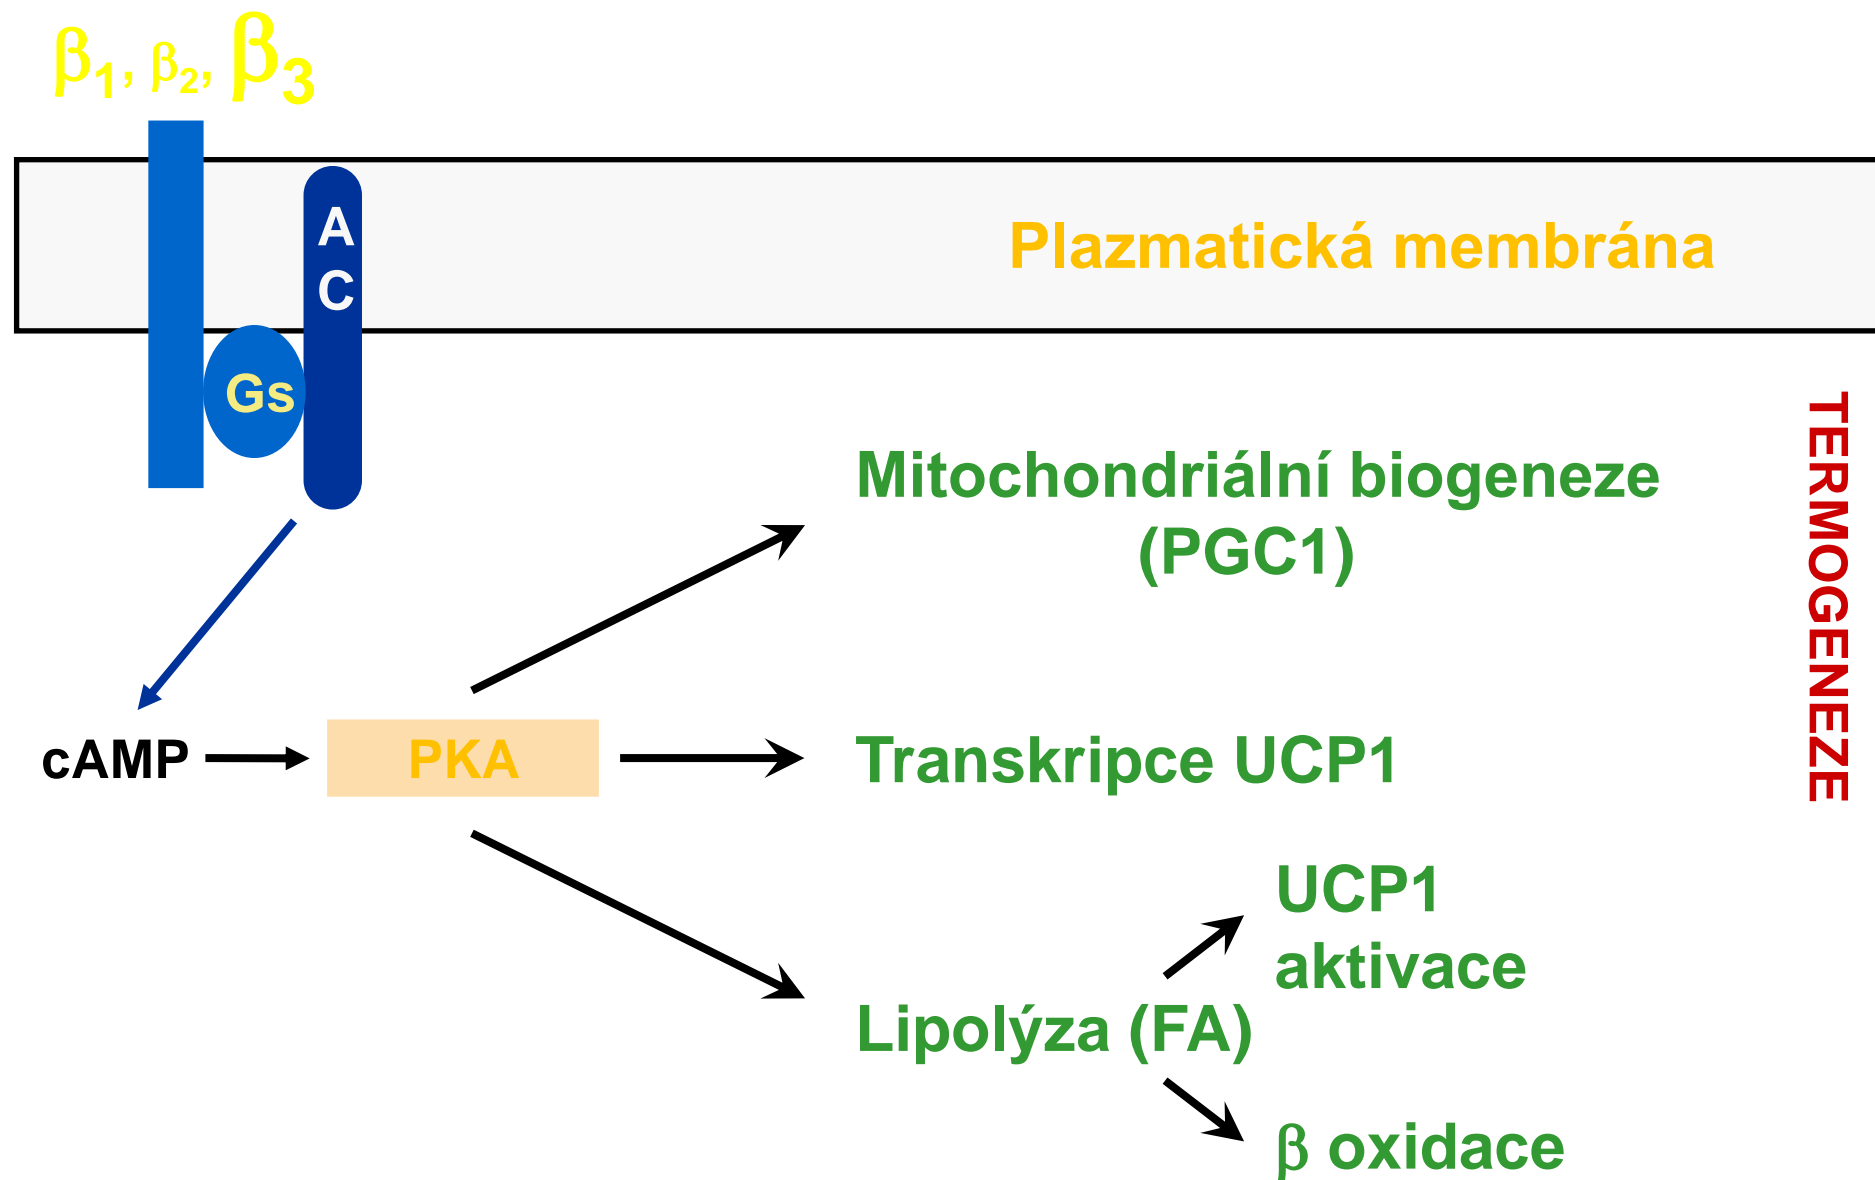 β1, β2, β3
A
C
Plazmatická membrána
Gs
Mitochondriální biogeneze
(PGC1)
TERMOGENEZE
cAMP
PKA
Transkripce UCP1
UCP1
aktivace
Lipolýza (FA)
β oxidace